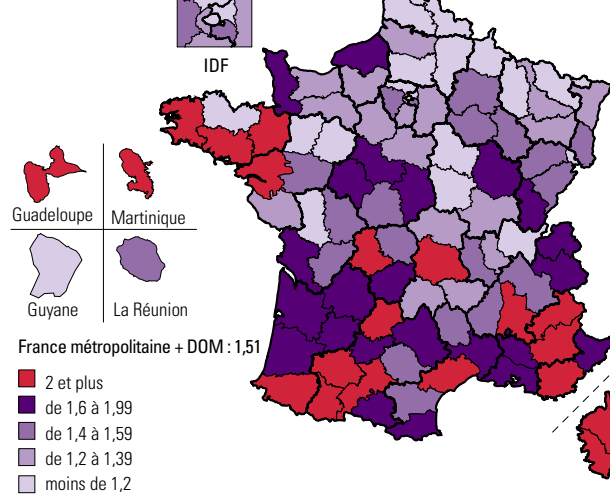 IDF
Guadeloupe
Martinique
Guyane
La Réunion
France métropolitaine + DOM : 1,51
2 et plus
de 1,6 à 1,99
de 1,4 à 1,59
de 1,2 à 1,39
moins de 1,2